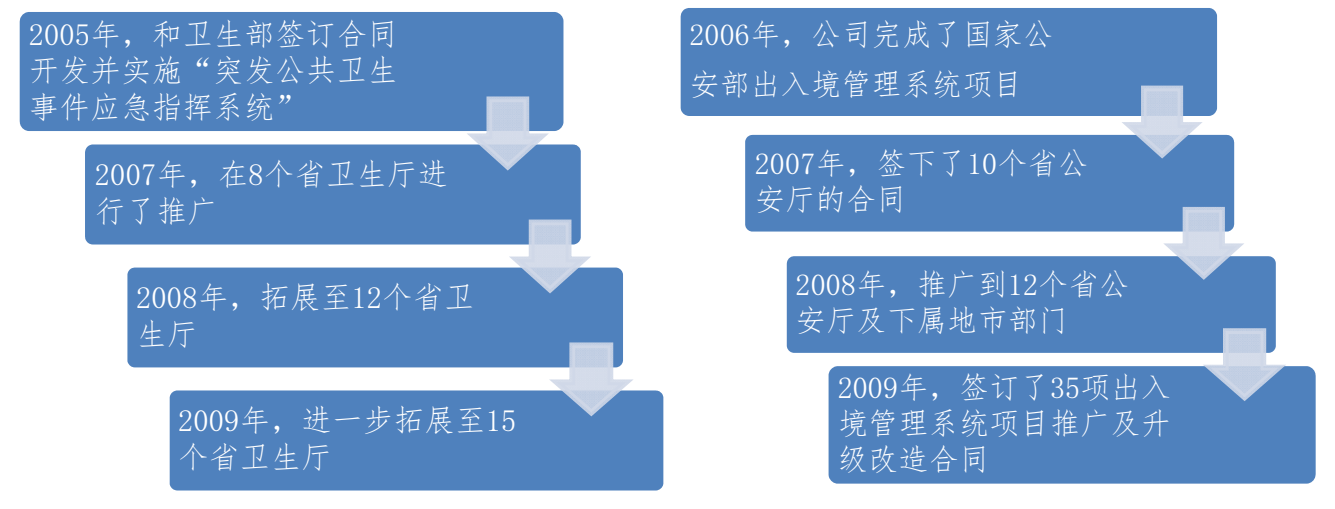 2005年，和卫生部签订合同
开发并实施“突发公共卫生
事件应急指挥系统”
2007年，在8个省卫生厅进
行了推广
2008年，拓展至12个省卫
生厅
2009年，进一步拓展至15
个省卫生厅
2006年，公司完成了国家公
安部出入境管理系统项目
2007年，签下了10个省公
安厅的合同
2008年，推广到12个省公
安厅及下属地市部门
2009年，签订了35项出入
境管理系统项目推广及升
级改造合同